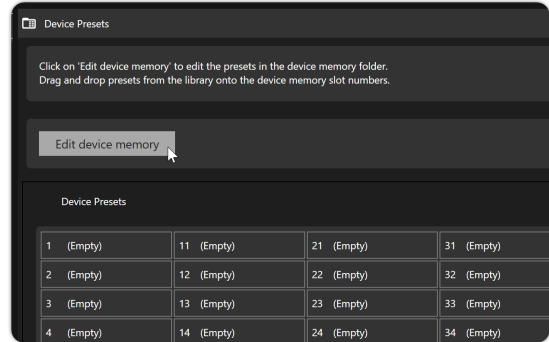 Device Presets
Click on 'Edit device memory' to edit the presets in the device memory folder.
Drag and drop presets from the library onto the device memory slot numbers.
Edit device memory
Device Presets
1 (Empty) 11 (Empty) 21 (Empty) 31 (Empty)
2 (Empty) 12 (Empty) 22 (Empty) 32 (Empty)
3 (Empty) 13 (Empty) 23 (Empty) 33 (Empty)
4 (Empty) 14 (Empty) 24 (Empty) 34 (Empty)